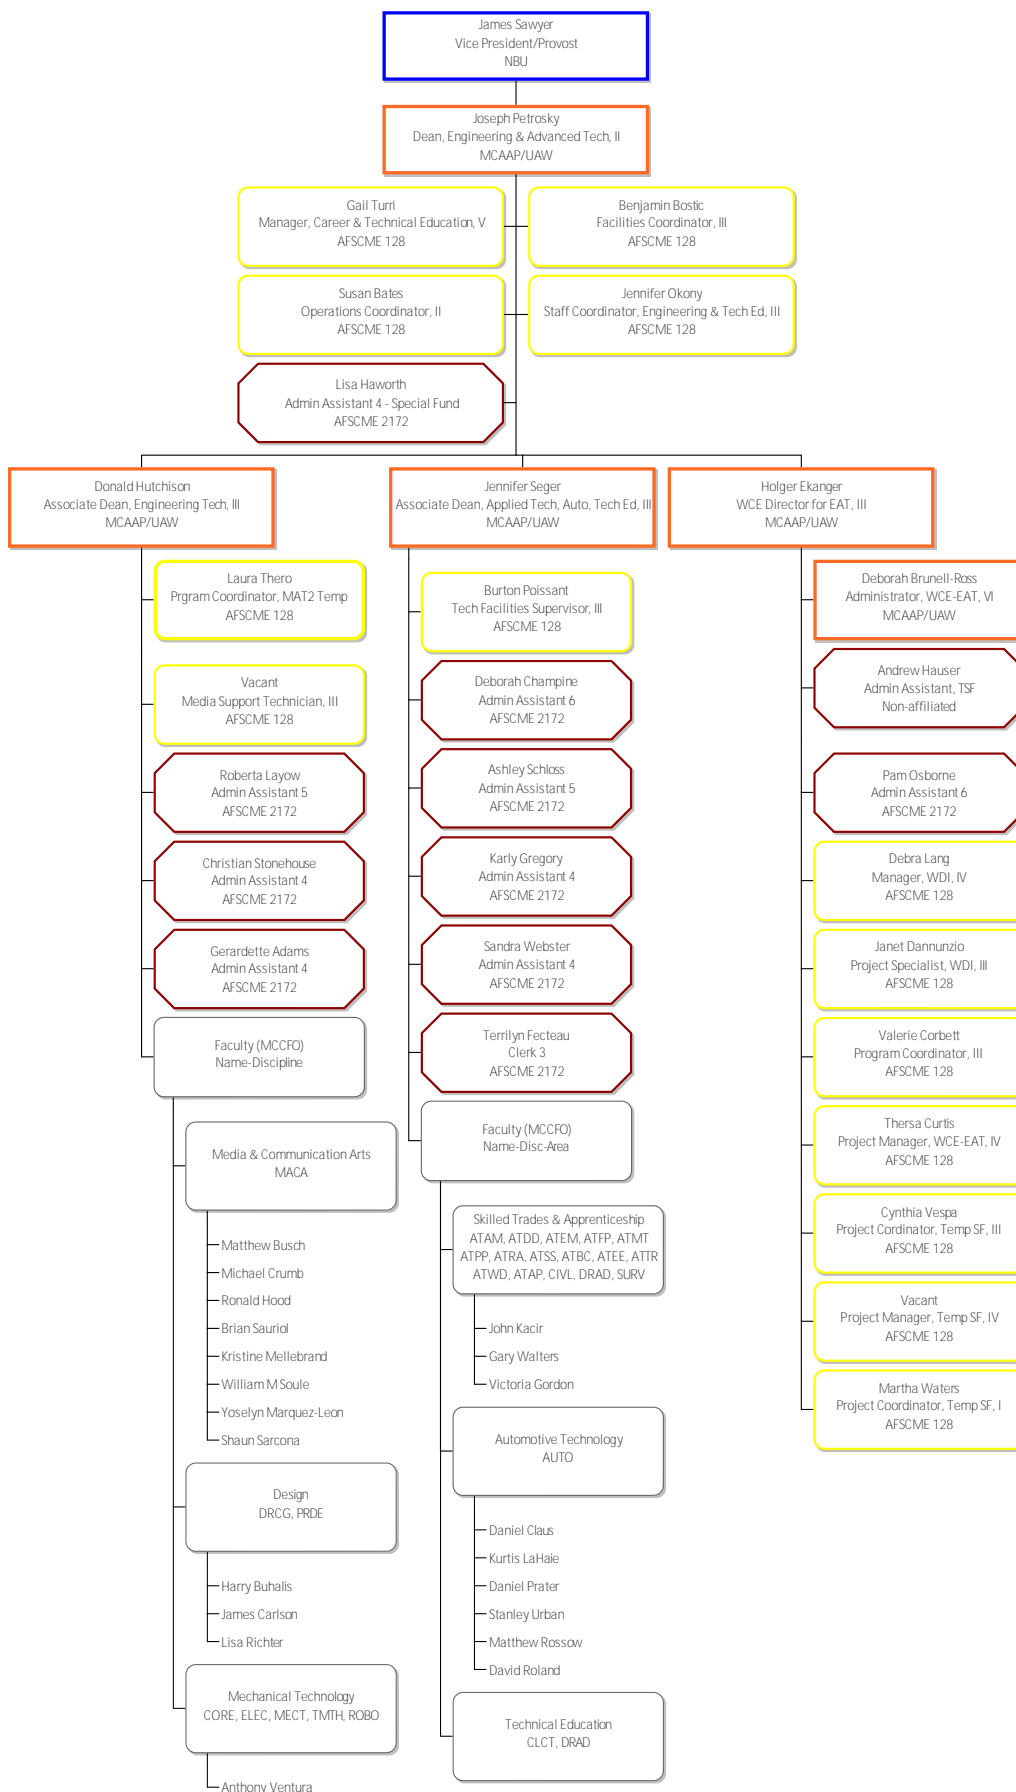 James Sawyer
Vice President/Provost
NBU
Joseph Petrosky
Dean, Engineering & Advanced Tech, II
MCAAP/UAW
Gail Turri
Manager, Career & Technical Education, V
AFSCME 128
Benjamin Bostic
Facilities Coordinator, III
AFSCME 128
Susan Bates
Operations Coordinator, II
AFSCME 128
Jennifer Okony
Staff Coordinator, Engineering & Tech Ed, III
AFSCME 128
Lisa Haworth
Admin Assistant 4 - Special Fund
AFSCME 2172
Donald Hutchison
Associate Dean, Engineering Tech, III
MCAAP/UAW
Laura Thero
Prgram Coordinator, MAT2 Temp
AFSCME 128
Vacant
Media Support Technician, III
AFSCME 128
Roberta Layow
Admin Assistant 5
AFSCME 2172
Christian Stonehouse
Admin Assistant 4
AFSCME 2172
Gerardette Adams
Admin Assistant 4
AFSCME 2172
Faculty (MCCFO)
Name-Discipline
Media & Communication Arts
MACA
Matthew Busch
Michael Crumb
Ronald Hood
Brian Sauriol
Kristine Mellebrand
William M Soule
Yoselyn Marquez-Leon
Shaun Sarcona
Design
DRCG, PRDE
Harry Buhalis
James Carlson
Lisa Richter
Mechanical Technology
CORE, ELEC, MECT, TMTH, ROBO
Anthony Ventura
Jennifer Seger
Associate Dean, Applied Tech, Auto, Tech Ed, III
MCAAP/UAW
Burton Poissant
Tech Facilities Supervisor, III
AFSCME 128
Deborah Champine
Admin Assistant 6
AFSCME 2172
Ashley Schloss
Admin Assistant 5
AFSCME 2172
Karly Gregory
Admin Assistant 4
AFSCME 2172
Sandra Webster
Admin Assistant 4
AFSCME 2172
Terrilyn Fecteau
Clerk 3
AFSCME 2172
Faculty (MCCFO)
Name-Disc-Area
Skilled Trades & Apprenticeship
ATAM, ATDD, ATEM, ATFP, ATMT
ATPP, ATRA, ATSS, ATBC, ATEE, ATTR
ATWD, ATAP, CIVL, DRAD, SURV
John Kacir
Gary Walters
Victoria Gordon
Automotive Technology
AUTO
Daniel Claus
Kurtis LaHaie
Daniel Prater
Stanley Urban
Matthew Rossow
David Roland
Technical Education
CLCT, DRAD
Holger Ekanger
WCE Director for EAT, III
MCAAP/UAW
Deborah Brunell-Ross
Administrator, WCE-EAT, VI
MCAAP/UAW
Andrew Hauser
Admin Assistant, TSF
Non-affiliated
Pam Osborne
Admin Assistant 6
AFSCME 2172
Debra Lang
Manager, WDI, IV
AFSCME 128
Janet Dannunzio
Project Specialist, WDI, III
AFSCME 128
Valerie Corbett
Program Coordinator, III
AFSCME 128
Thersa Curtis
Project Manager, WCE-EAT, IV
AFSCME 128
Cynthia Vespa
Project Cordinator, Temp SF, III
AFSCME 128
Vacant
Project Manager, Temp SF, IV
AFSCME 128
Martha Waters
Project Coordinator, Temp SF, I
AFSCME 128